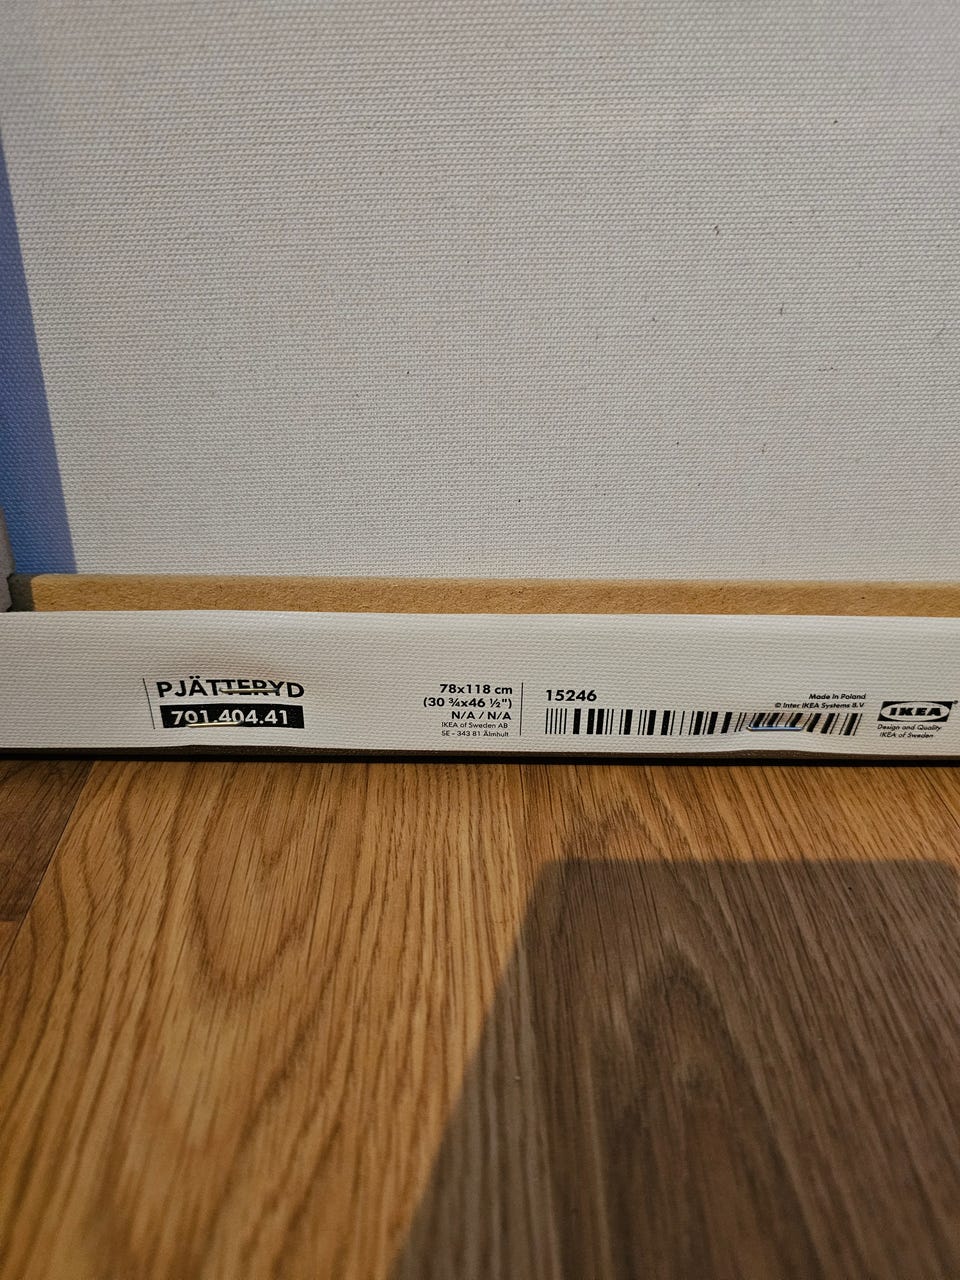 PJÄTTERYD
701.404.41
78x118 cm
(30 ¾x46 ½")
N/A / N/A
IKEA of Sweden AB
SE - 343 81 Älmhult
15246
Made in Poland
© Inter IKEA Systems B.V
IKEA
Design and Quality
IKEA of Sweden